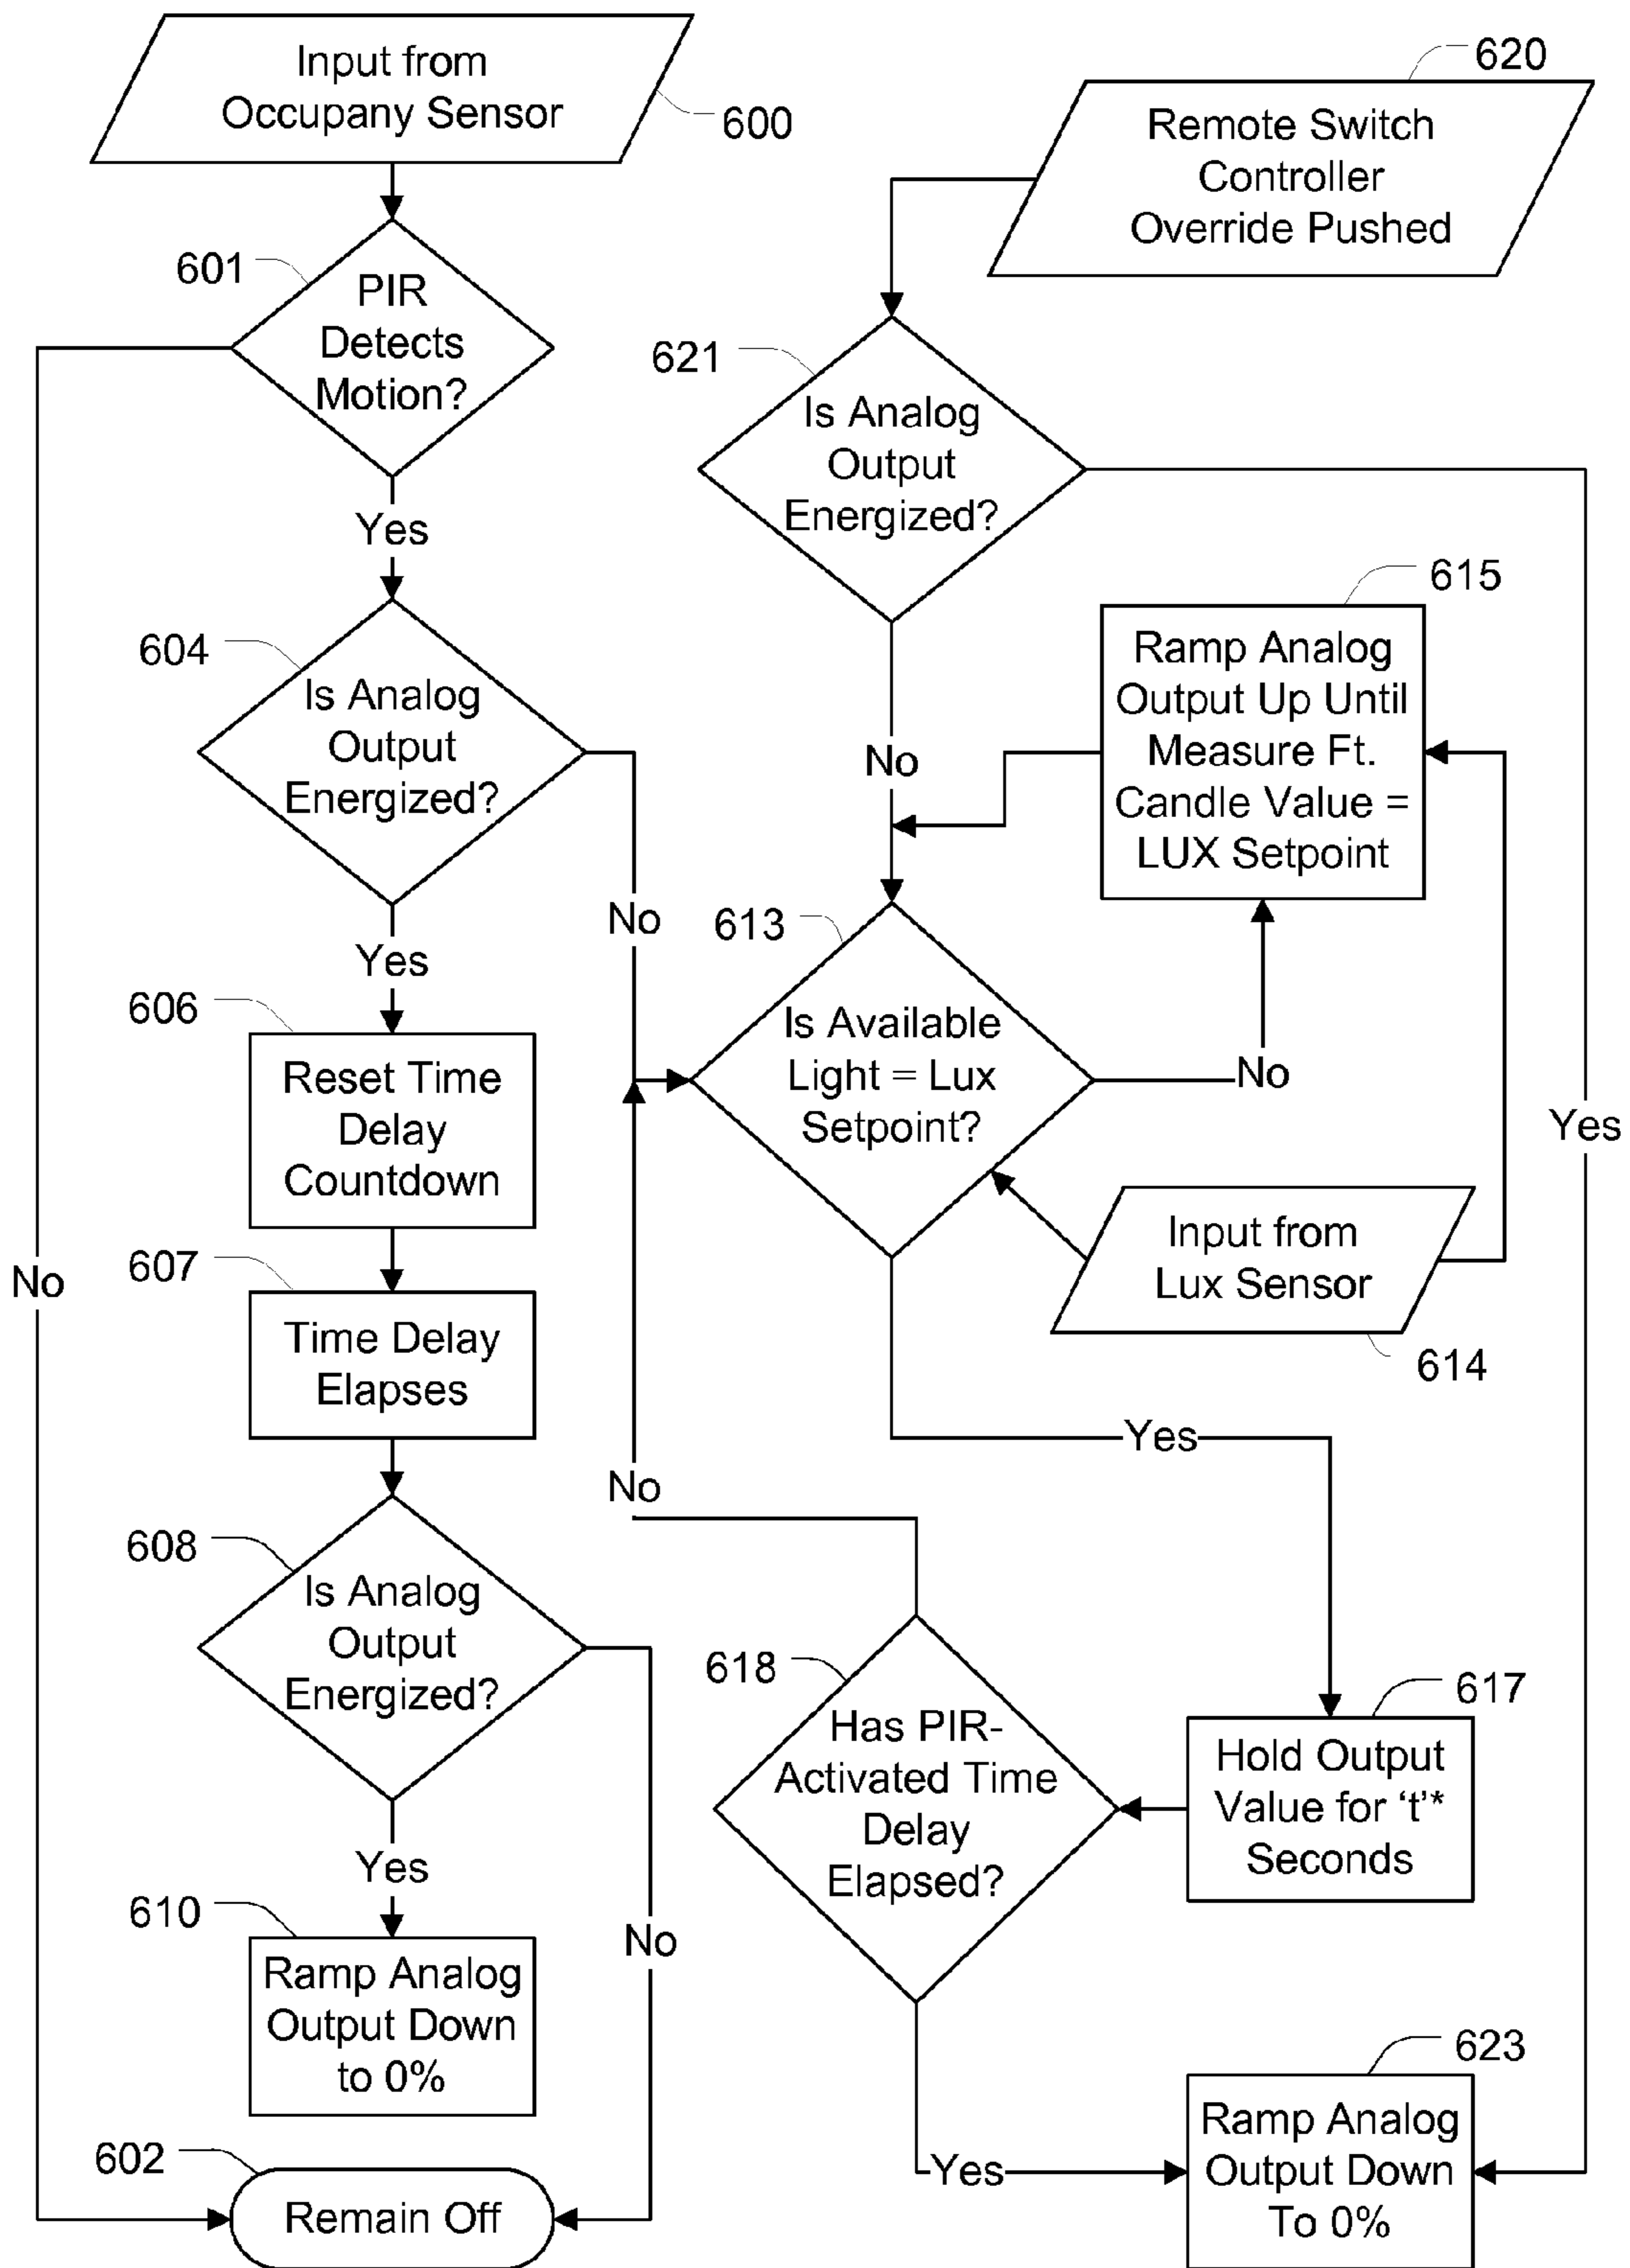 Input from
Occupany Sensor
600
601
PIR
Detects
Motion?
Yes
604
Is Analog
Output
Energized?
No
Yes
606
Reset Time
Delay
Countdown
607
Time Delay
Elapses
No
608
Is Analog
Output
Energized?
Yes
No
610
Ramp Analog
Output Down
to 0%
602
Remain Off
620
Remote Switch
Controller
Override Pushed
621
Is Analog
Output
Energized?
No
Yes
615
Ramp Analog
Output Up Until
Measure Ft.
Candle Value =
LUX Setpoint
613
Is Available
Light = Lux
Setpoint?
No
Input from
Lux Sensor
614
Yes
No
618
Has PIR-
Activated Time
Delay
Elapsed?
617
Hold Output
Value for ‘t’*
Seconds
Yes
623
Ramp Analog
Output Down
To 0%